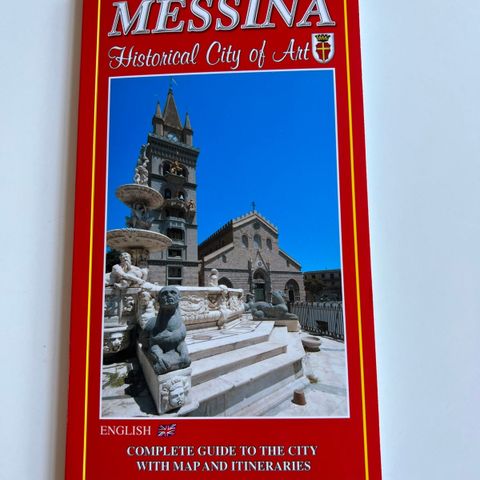 MESSINA
Historical City of Art
ENGLISH
COMPLETE GUIDE TO THE CITY
WITH MAP AND ITINERARIES